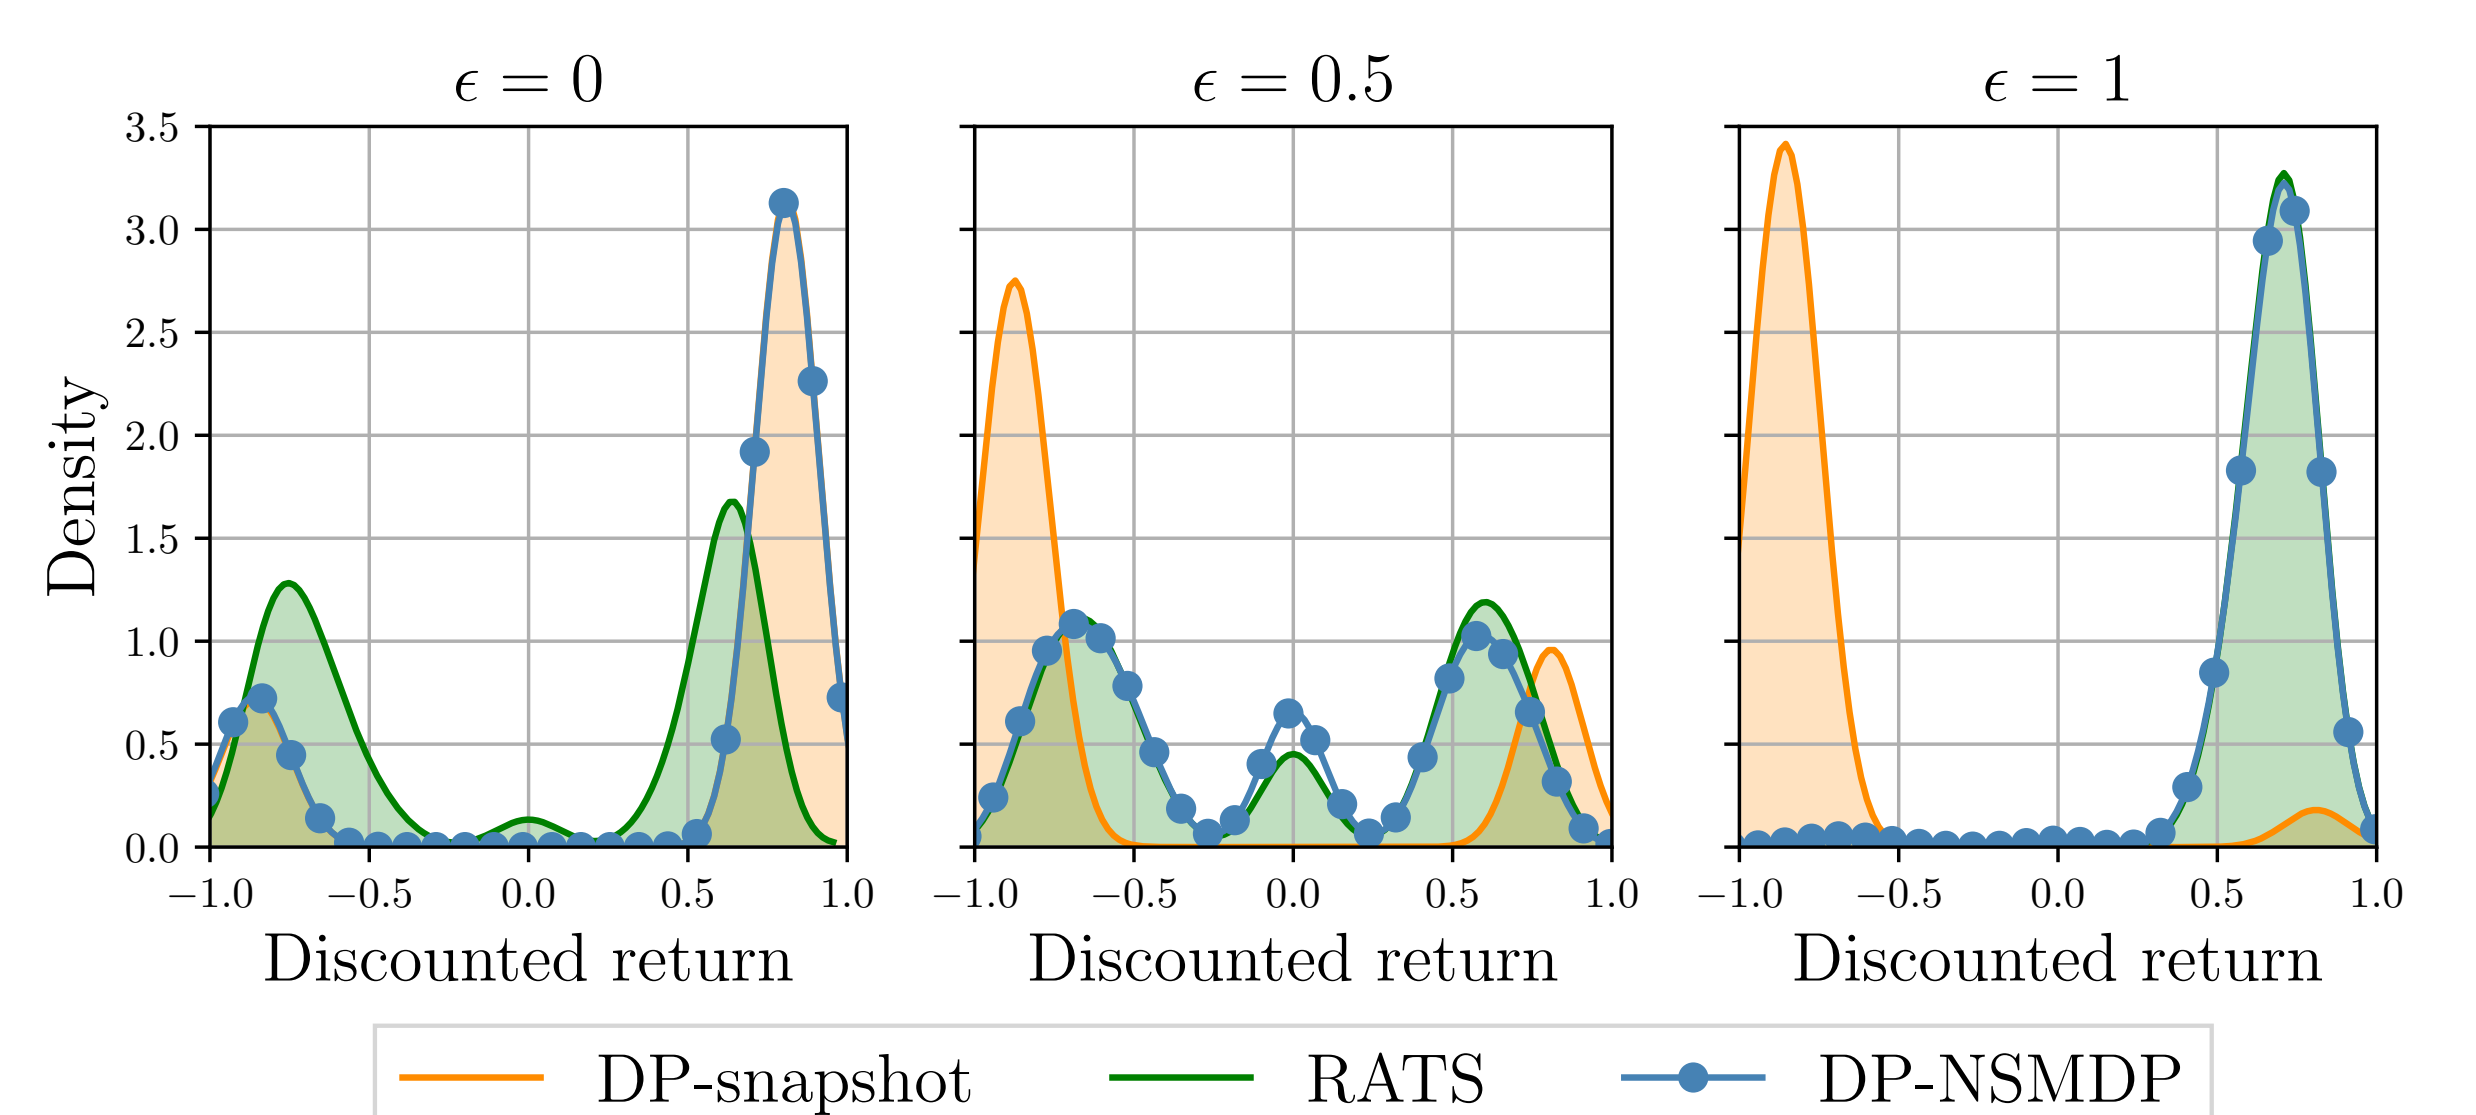 ϵ = 0 ϵ = 0.5 ϵ = 1
3.5
3.0
2.5
2.0
1.5
1.0
0.5
0.0
Density
−1.0 −0.5 0.0 0.5 1.0 −1.0 −0.5 0.0 0.5 1.0 −1.0 −0.5 0.0 0.5 1.0
Discounted return Discounted return Discounted return
DP-snapshot RATS DP-NSMDP